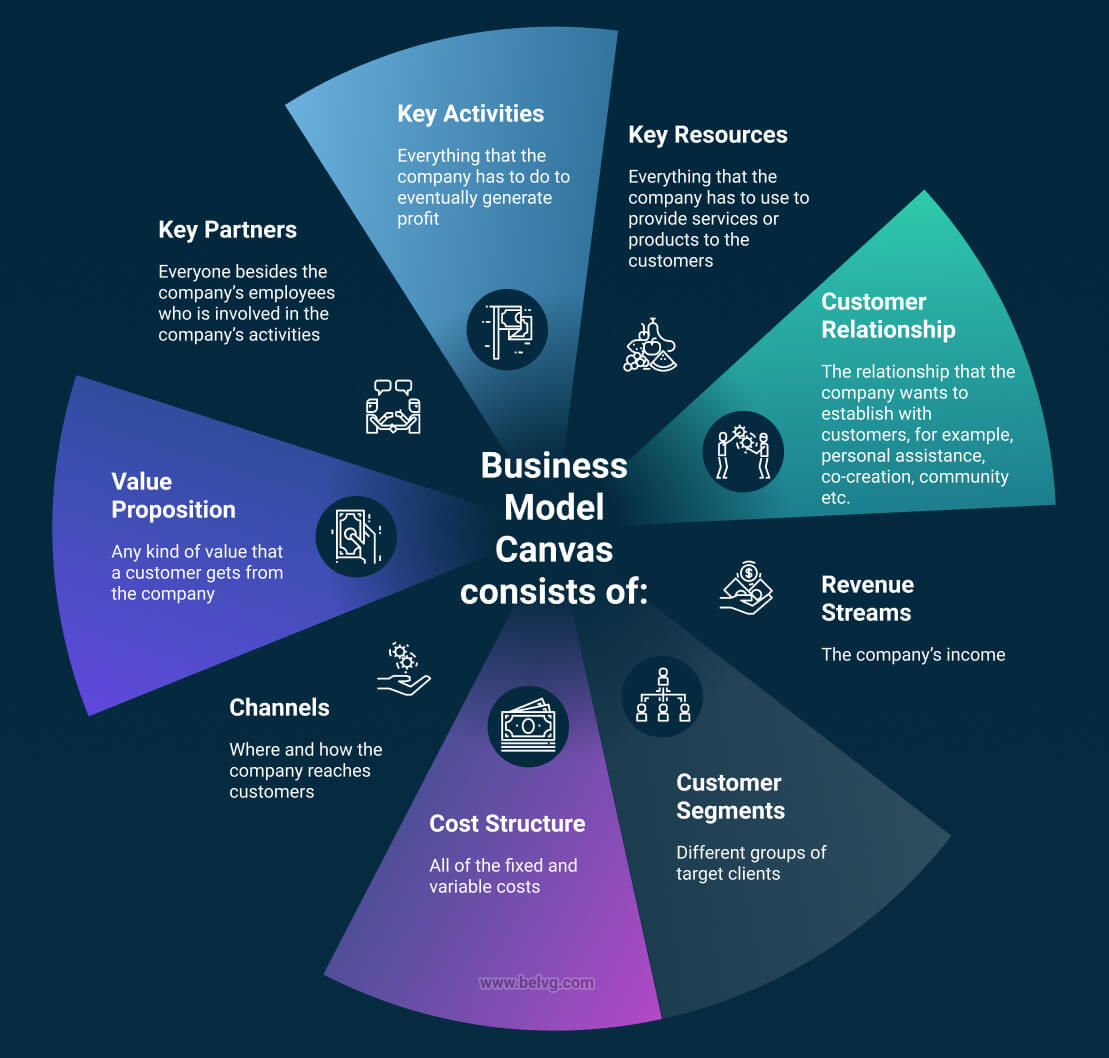 Business
Model
Canvas
consists of:
Key Activities
Everything that the
company has to do to
eventually generate
profit
Key Resources
Everything that the
company has to use to
provide services or
products to the
customers
Customer
Relationship
The relationship that the
company wants to
establish with
customers, for example,
personal assistance,
co-creation, community
etc.
Revenue
Streams
The company’s income
Customer
Segments
Different groups of
target clients
Cost Structure
All of the fixed and
variable costs
Channels
Where and how the
company reaches
customers
Value
Proposition
Any kind of value that
a customer gets from
the company
Key Partners
Everyone besides the
company’s employees
who is involved in the
company’s activities
www.belvg.com